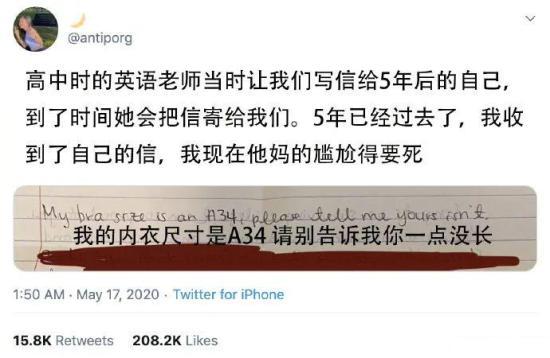 @antiporg
高中时的英语老师当时让我们写信给5年后的自己，
到了时间她会把信寄给我们。5年已经过去了，我收
到了自己的信，我现在他妈的尴尬得要死
My bra size is an A34, please tell me yours isn't.
我的内衣尺寸是A34 请别告诉我你一点没长
1:50 AM · May 17, 2020 · Twitter for iPhone
15.8K Retweets 208.2K Likes